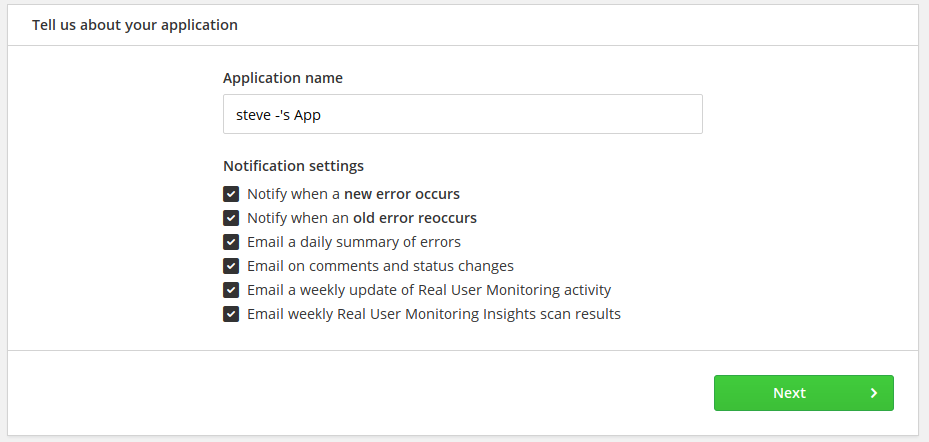 Tell us about your application
Application name
steve -'s App
Notification settings
Notify when a new error occurs
Notify when an old error reoccurs
Email a daily summary of errors
Email on comments and status changes
Email a weekly update of Real User Monitoring activity
Email weekly Real User Monitoring Insights scan results
Next